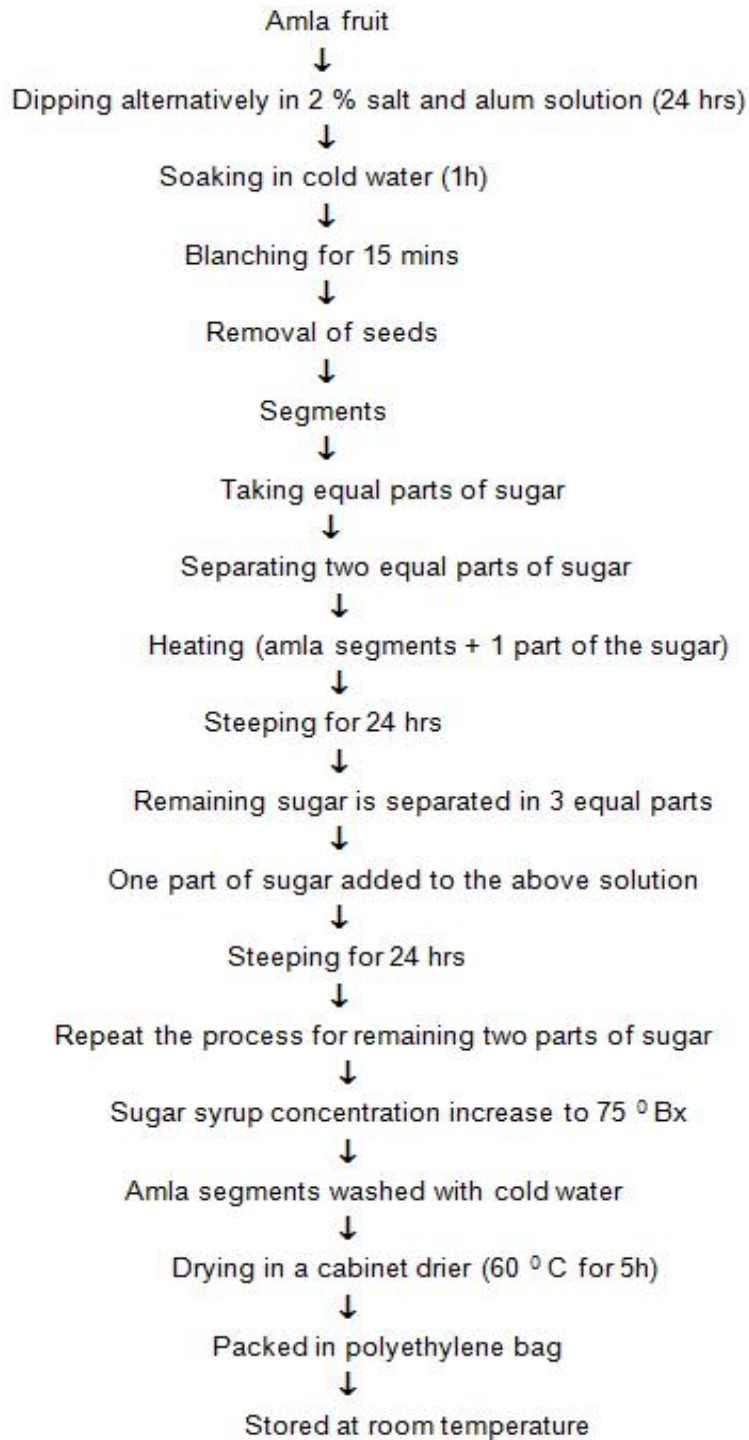 Amla fruit
↓
Dipping alternatively in 2 % salt and alum solution (24 hrs)
↓
Soaking in cold water (1h)
↓
Blanching for 15 mins
↓
Removal of seeds
↓
Segments
↓
Taking equal parts of sugar
↓
Separating two equal parts of sugar
↓
Heating (amla segments + 1 part of the sugar)
↓
Steeping for 24 hrs
↓
Remaining sugar is separated in 3 equal parts
↓
One part of sugar added to the above solution
↓
Steeping for 24 hrs
↓
Repeat the process for remaining two parts of sugar
↓
Sugar syrup concentration increase to 75 ⁰ Bx
↓
Amla segments washed with cold water
↓
Drying in a cabinet drier (60 ⁰ C for 5h)
↓
Packed in polyethylene bag
↓
Stored at room temperature